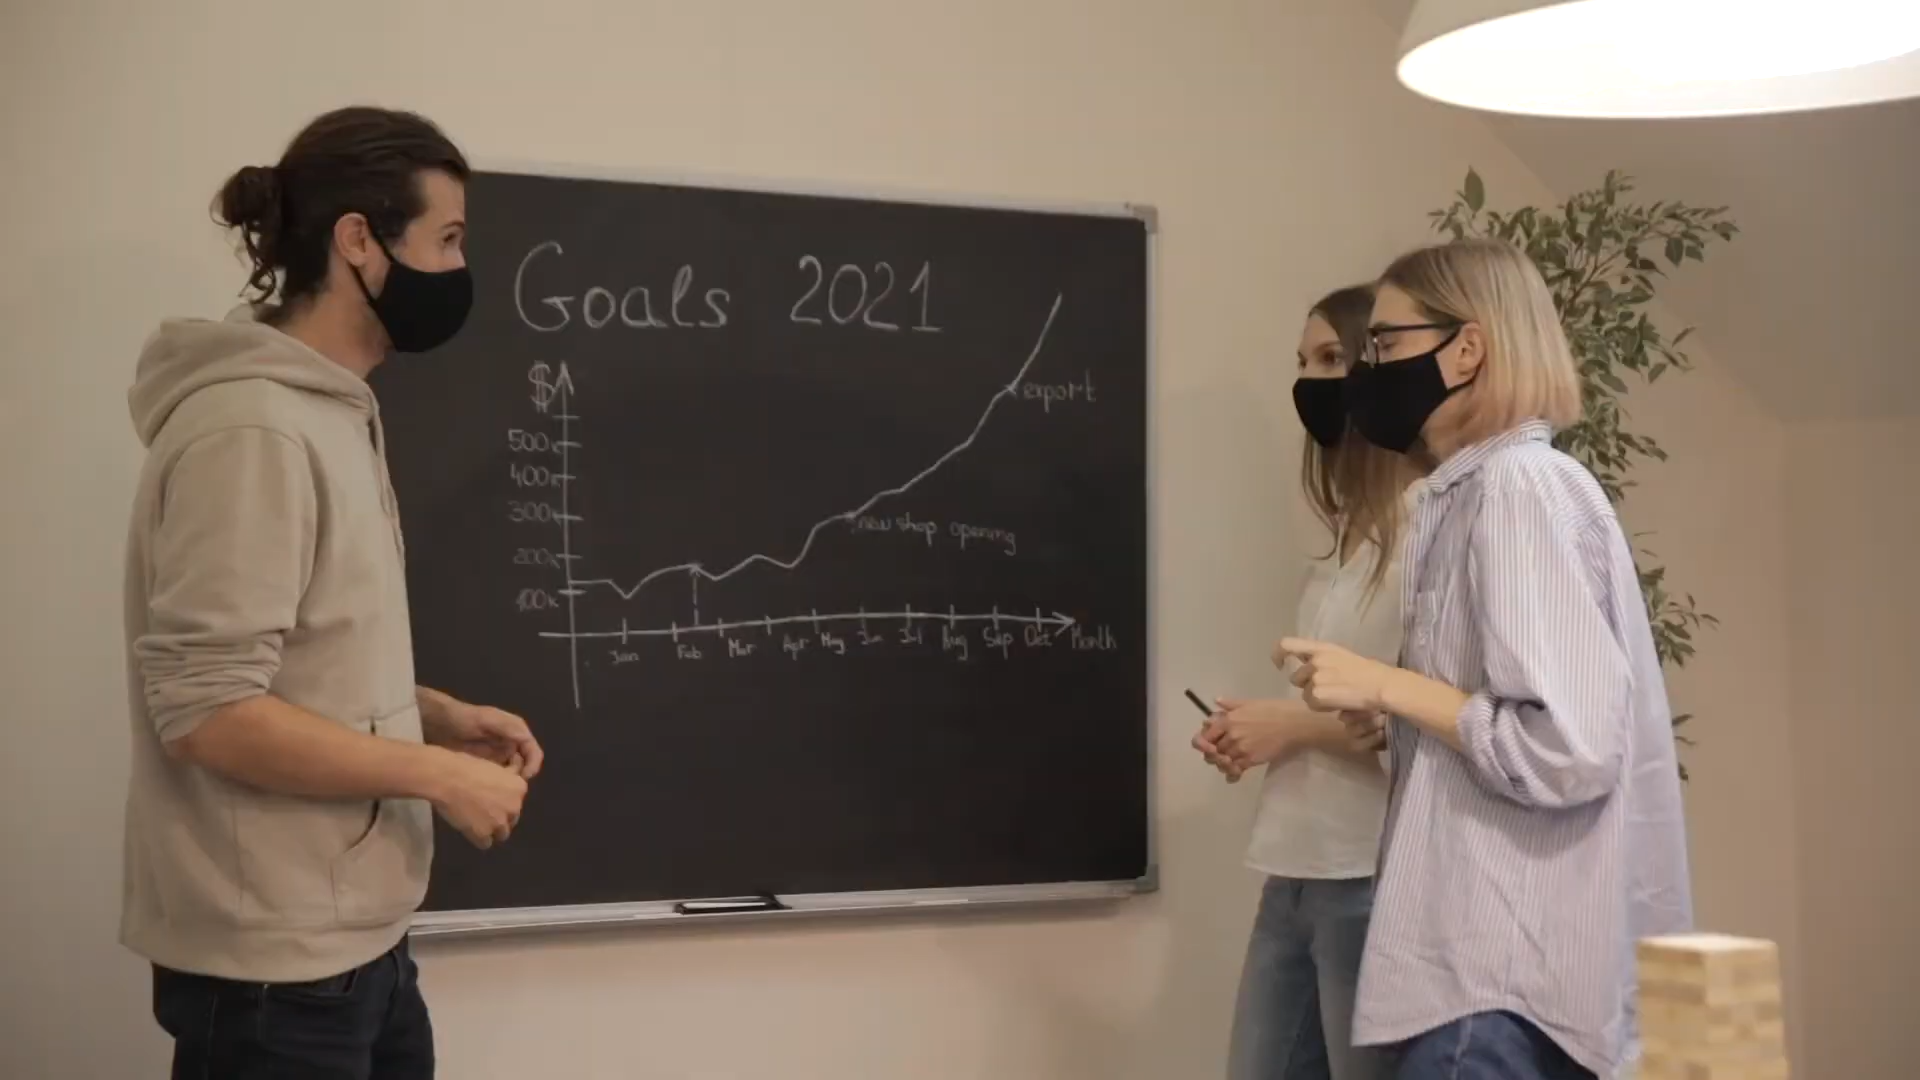 Goals 2021
$
export
500k
400k
300k
new shop opening
200k
100k
Jan Feb Mar Apr May Jun Jul Aug Sep Oct Month